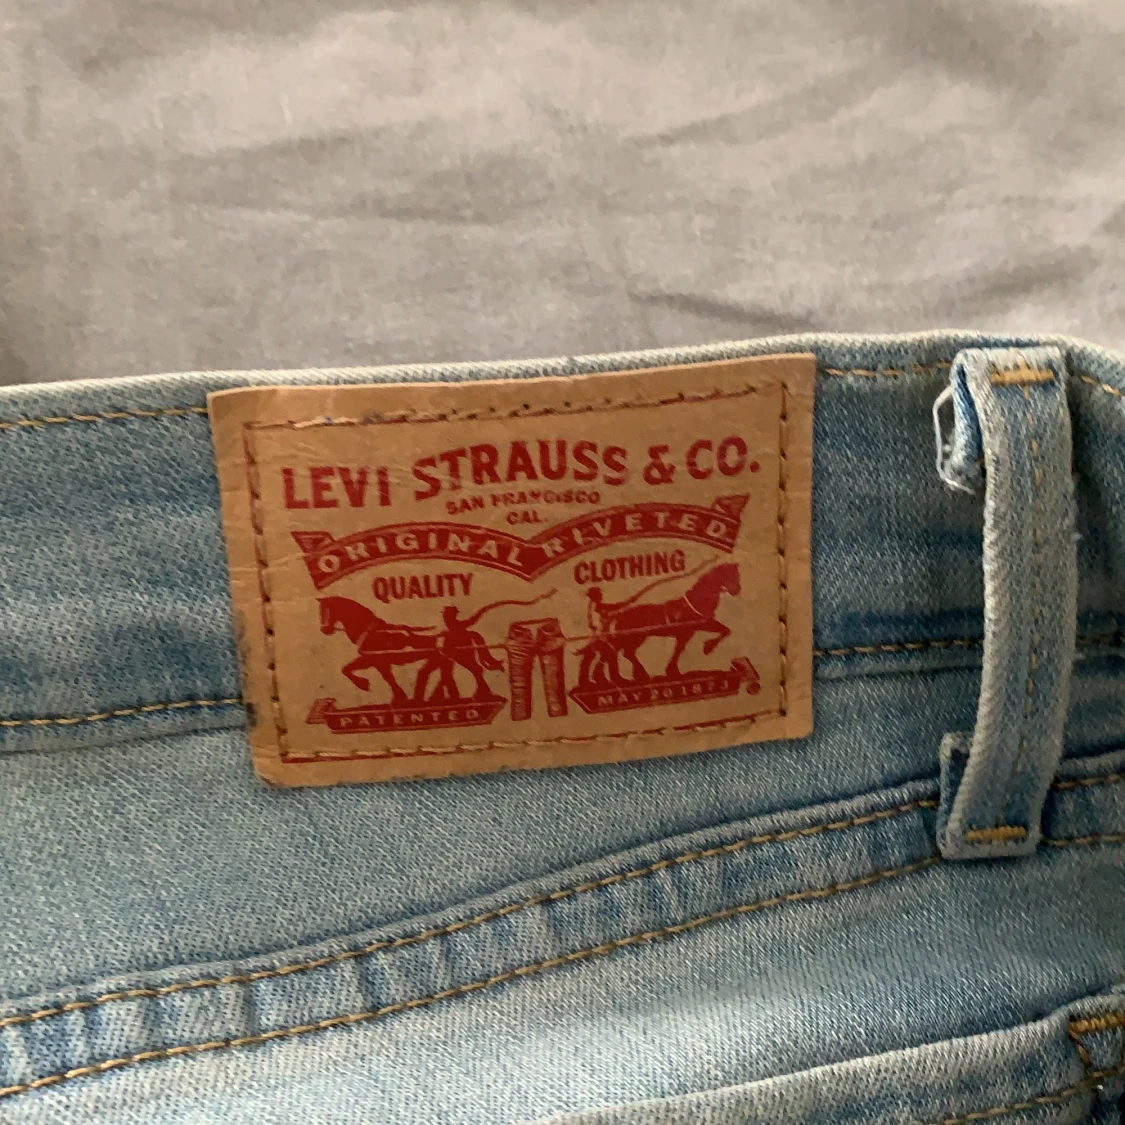 LEVI STRAUSS & CO.
SAN FRANCISCO
CAL.
ORIGINAL RIVETED
QUALITY CLOTHING
PATENTED MAY 20 1873
®